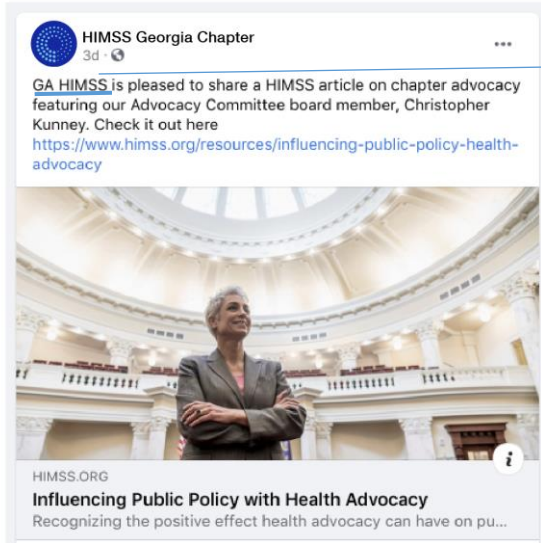 HIMSS Georgia Chapter
3d ·
GA HIMSS is pleased to share a HIMSS article on chapter advocacy
featuring our Advocacy Committee board member, Christopher
Kunney. Check it out here
https://www.himss.org/resources/influencing-public-policy-health-
advocacy
i
HIMSS.ORG
Influencing Public Policy with Health Advocacy
Recognizing the positive effect health advocacy can have on pu...